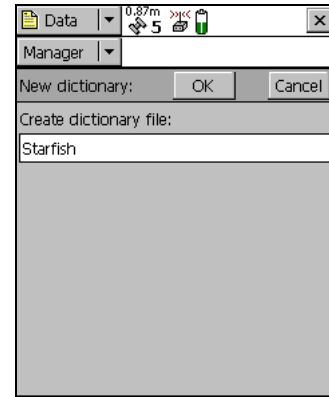 Data 0.87m 5
Manager
New dictionary: OK Cancel
Create dictionary file:
Starfish